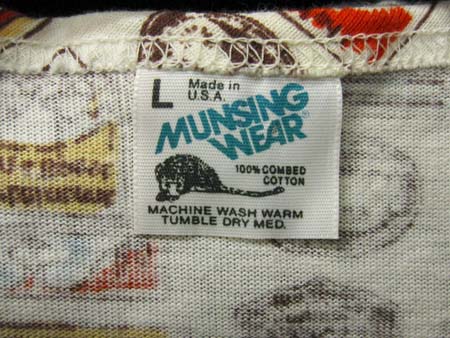 L Made in
U.S.A.
MUNSING
WEAR®
100% COMBED
COTTON
MACHINE WASH WARM
TUMBLE DRY MED.